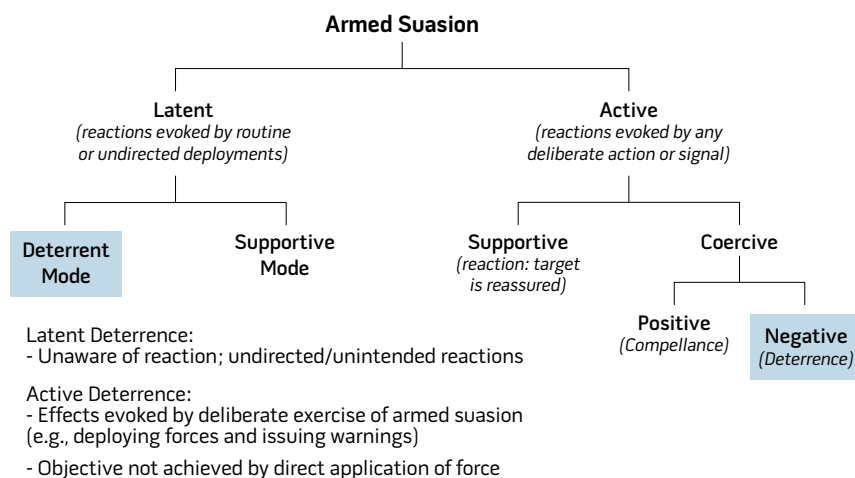 Armed Suasion
Latent
(reactions evoked by routine
or undirected deployments)
Active
(reactions evoked by any
deliberate action or signal)
Deterrent
Mode
Supportive
Mode
Supportive
(reaction: target
is reassured)
Coercive
Positive
(Compellance)
Negative
(Deterrence)
Latent Deterrence:
- Unaware of reaction; undirected/unintended reactions
Active Deterrence:
- Effects evoked by deliberate exercise of armed suasion
(e.g., deploying forces and issuing warnings)
- Objective not achieved by direct application of force